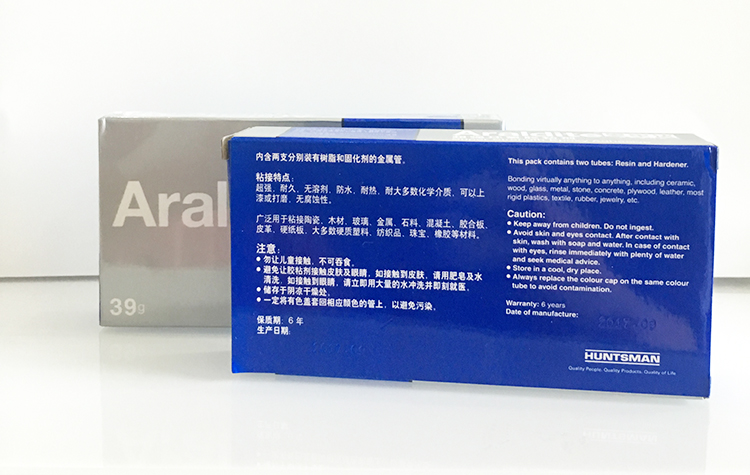 Aral
39g
内含两支分别装有树脂和固化剂的金属管。
粘接特点:
超强、耐久、无溶剂、防水、耐热、耐大多数化学介质、可以上
漆或打磨、无腐蚀性。
广泛用于粘接陶瓷、木材、玻璃、金属、石料、混凝土、胶合板、
皮革、硬纸板、大多数硬质塑料、纺织品、珠宝、橡胶等材料。
注意:
● 勿让儿童接触，不可吞食。
● 避免让胶粘剂接触皮肤及眼睛，如接触到皮肤，请用肥皂及水
清洗，如接触到眼睛，请立即用大量的水冲洗并即刻就医。
● 储存于阴凉干燥处。
● 一定将有色盖套回相应颜色的管上，以避免污染。
保质期: 6 年
生产日期:
This pack contains two tubes: Resin and Hardener.
Bonding virtually anything to anything, including ceramic,
wood, glass, metal, stone, concrete, plywood, leather, most
rigid plastics, textile, rubber, jewelry, etc.
Caution:
● Keep away from children. Do not ingest.
● Avoid skin and eyes contact. After contact with
skin, wash with soap and water. In case of contact
with eyes, rinse immediately with plenty of water
and seek medical advice.
● Store in a cool, dry place.
● Always replace the colour cap on the same colour
tube to avoid contamination.
Warranty: 6 years
Date of manufacture:
HUNTSMAN
Quality People, Quality Products, Quality of Life